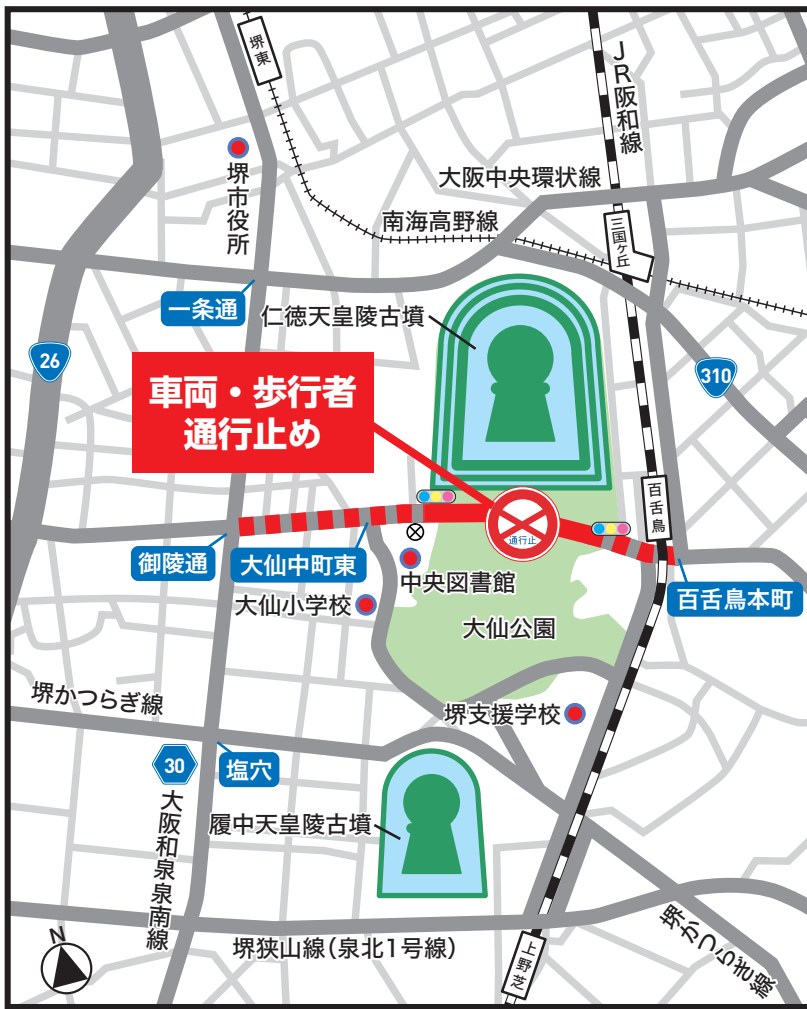 堺東
JR阪和線
堺市役所
大阪中央環状線
南海高野線
三国ヶ丘
一条通
仁徳天皇陵古墳
26
310
車両・歩行者
通行止め
百舌鳥
通行止
御陵通
大仙中町東
中央図書館
百舌鳥本町
大仙小学校
大仙公園
堺かつらぎ線
堺支援学校
30
塩穴
大阪和泉泉南線
履中天皇陵古墳
N
堺狭山線(泉北1号線)
上野芝
堺かつらぎ線